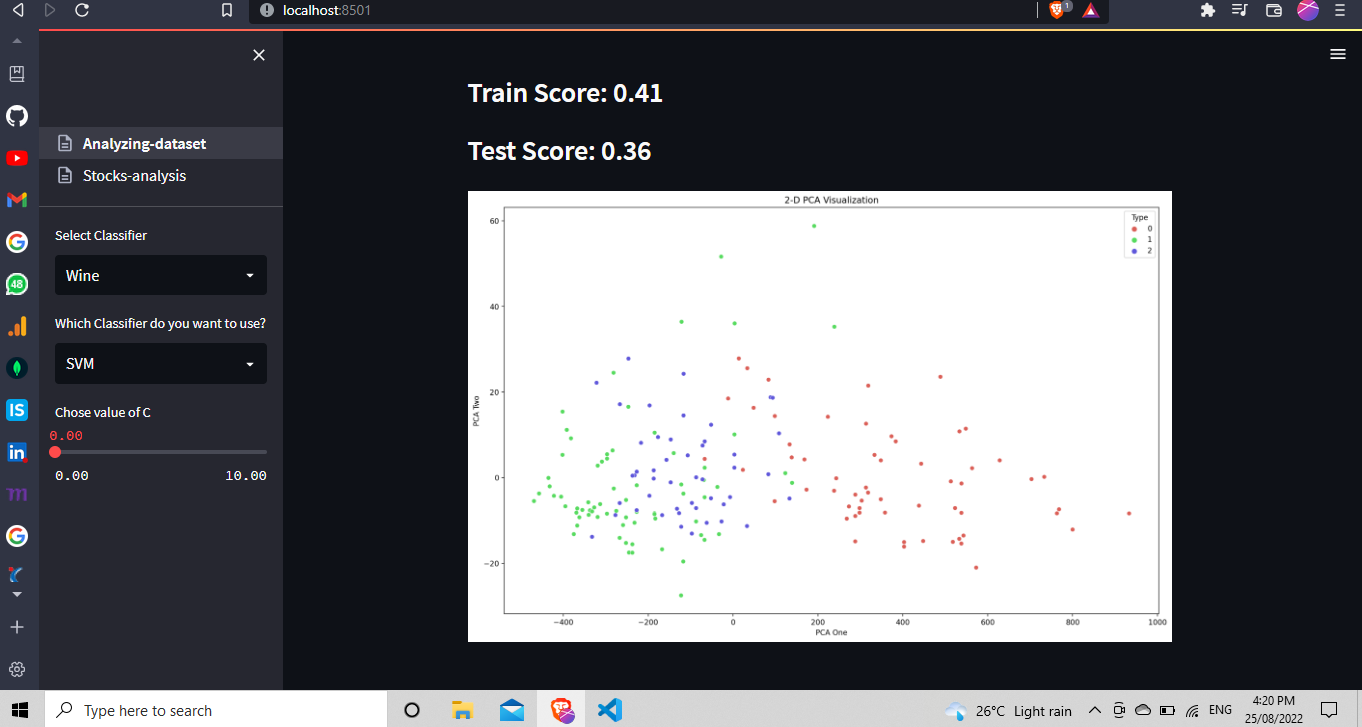 localhost:8501
1
Analyzing-dataset
Stocks-analysis
Select Classifier
Wine
Which Classifier do you want to use?
SVM
Chose value of C
0.00
0.00 10.00
48
IS
in
m
Train Score: 0.41
Test Score: 0.36
2-D PCA Visualization
Type
0
1
2
PCA Two
60
40
20
0
−20
−400 −200 0 200 400 600 800 1000
PCA One
Type here to search
26°C Light rain
ENG
4:20 PM
25/08/2022